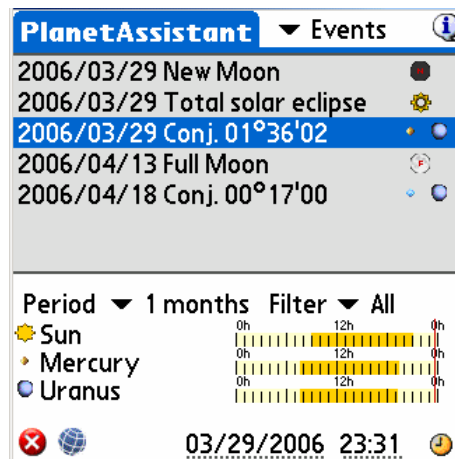 PlanetAssistant Events
2006/03/29 New Moon
2006/03/29 Total solar eclipse
2006/03/29 Conj. 01°36'02
2006/04/13 Full Moon F
2006/04/18 Conj. 00°17'00
Period 1 months Filter All
Sun 0h 12h 0h
Mercury 0h 12h 0h
Uranus 0h 12h 0h
03/29/2006 23:31